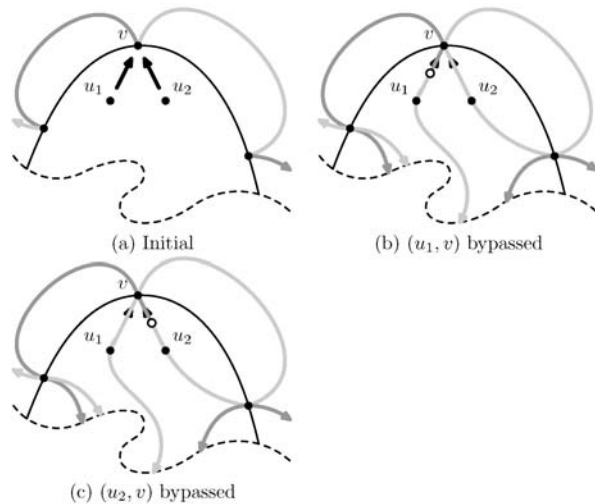 v
u₁ u₂
(a) Initial
v
u₁ u₂
(b) (u₁, v) bypassed
v
u₁ u₂
(c) (u₂, v) bypassed